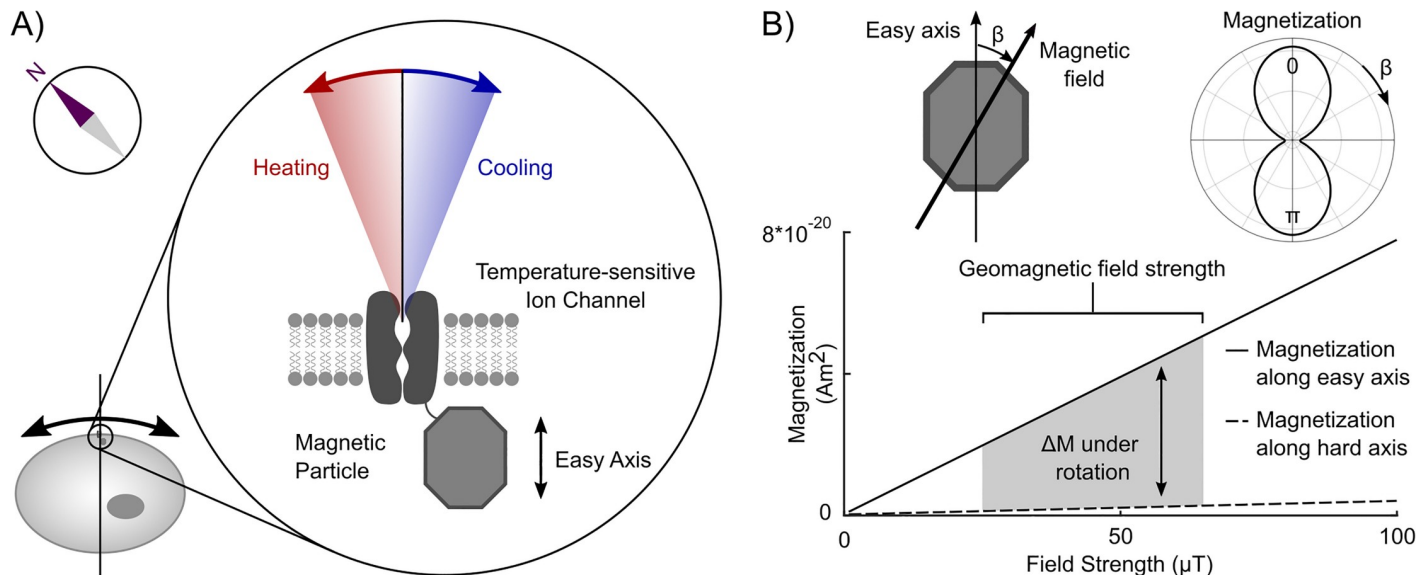 A)
N
Heating
Cooling
Temperature-sensitive
Ion Channel
Magnetic
Particle
Easy Axis
B)
Easy axis
β
Magnetic
field
Magnetization
0
β
π
8*10⁻²⁰
Geomagnetic field strength
Magnetization
(Am²)
ΔM under
rotation
Magnetization
along easy axis
Magnetization
along hard axis
0
0
50
100
Field Strength (μT)